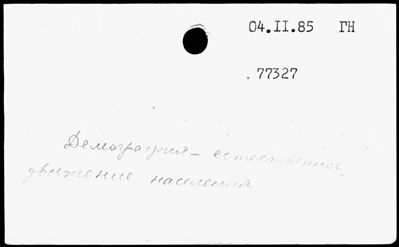 04.II.85 ГН
.77327
Демография - естественное
движение населения